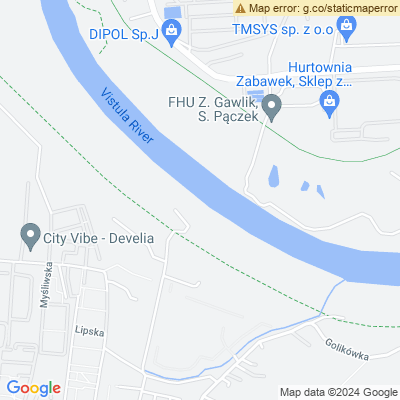 Map error: g.co/staticmaperror
DIPOL Sp.J
TMSYS sp. z o.o
Hurtownia
Zabawek, Sklep z...
Vistula River
FHU Z. Gawlik,
S. Pączek
City Vibe - Develia
Myśliwska
Lipska
Golikówka
Google
Map data ©2024 Google